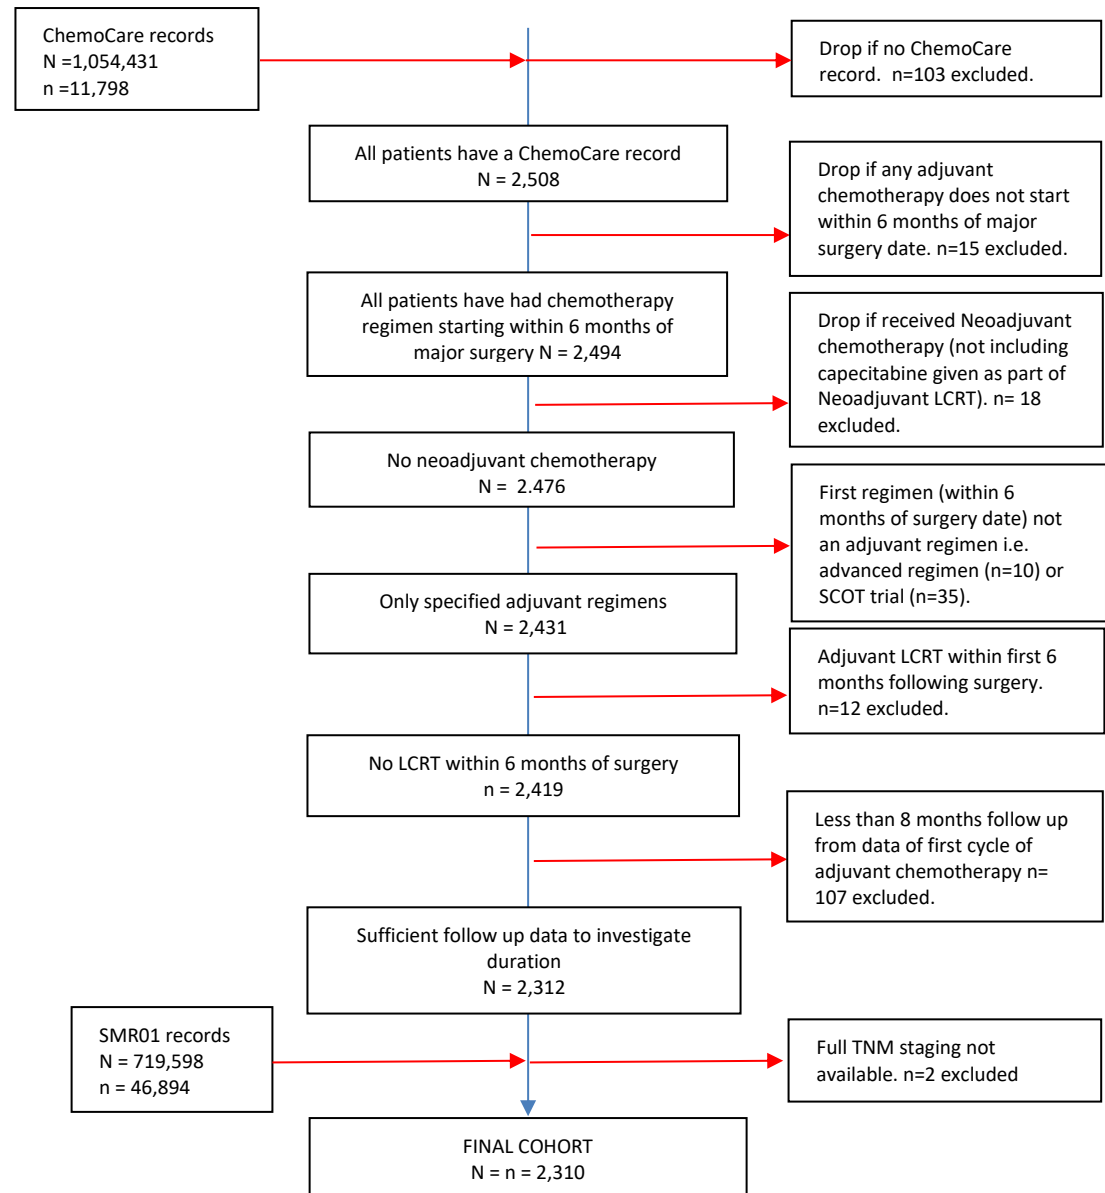 ChemoCare records
N =1,054,431
n =11,798
Drop if no ChemoCare
record.  n=103 excluded.
All patients have a ChemoCare record
N = 2,508
Drop if any adjuvant
chemotherapy does not start
within 6 months of major
surgery date. n=15 excluded.
All patients have had chemotherapy
regimen starting within 6 months of
major surgery N = 2,494
Drop if received Neoadjuvant
chemotherapy (not including
capecitabine given as part of
Neoadjuvant LCRT). n= 18
excluded.
No neoadjuvant chemotherapy
N =  2.476
First regimen (within 6
months of surgery date) not
an adjuvant regimen i.e.
advanced regimen (n=10) or
SCOT trial (n=35).
Only specified adjuvant regimens
N = 2,431
Adjuvant LCRT within first 6
months following surgery.
n=12 excluded.
No LCRT within 6 months of surgery
n = 2,419
Less than 8 months follow up
from data of first cycle of
adjuvant chemotherapy n=
107 excluded.
Sufficient follow up data to investigate
duration
N = 2,312
SMR01 records
N = 719,598
n = 46,894
Full TNM staging not
available. n=2 excluded
FINAL COHORT
N = n = 2,310